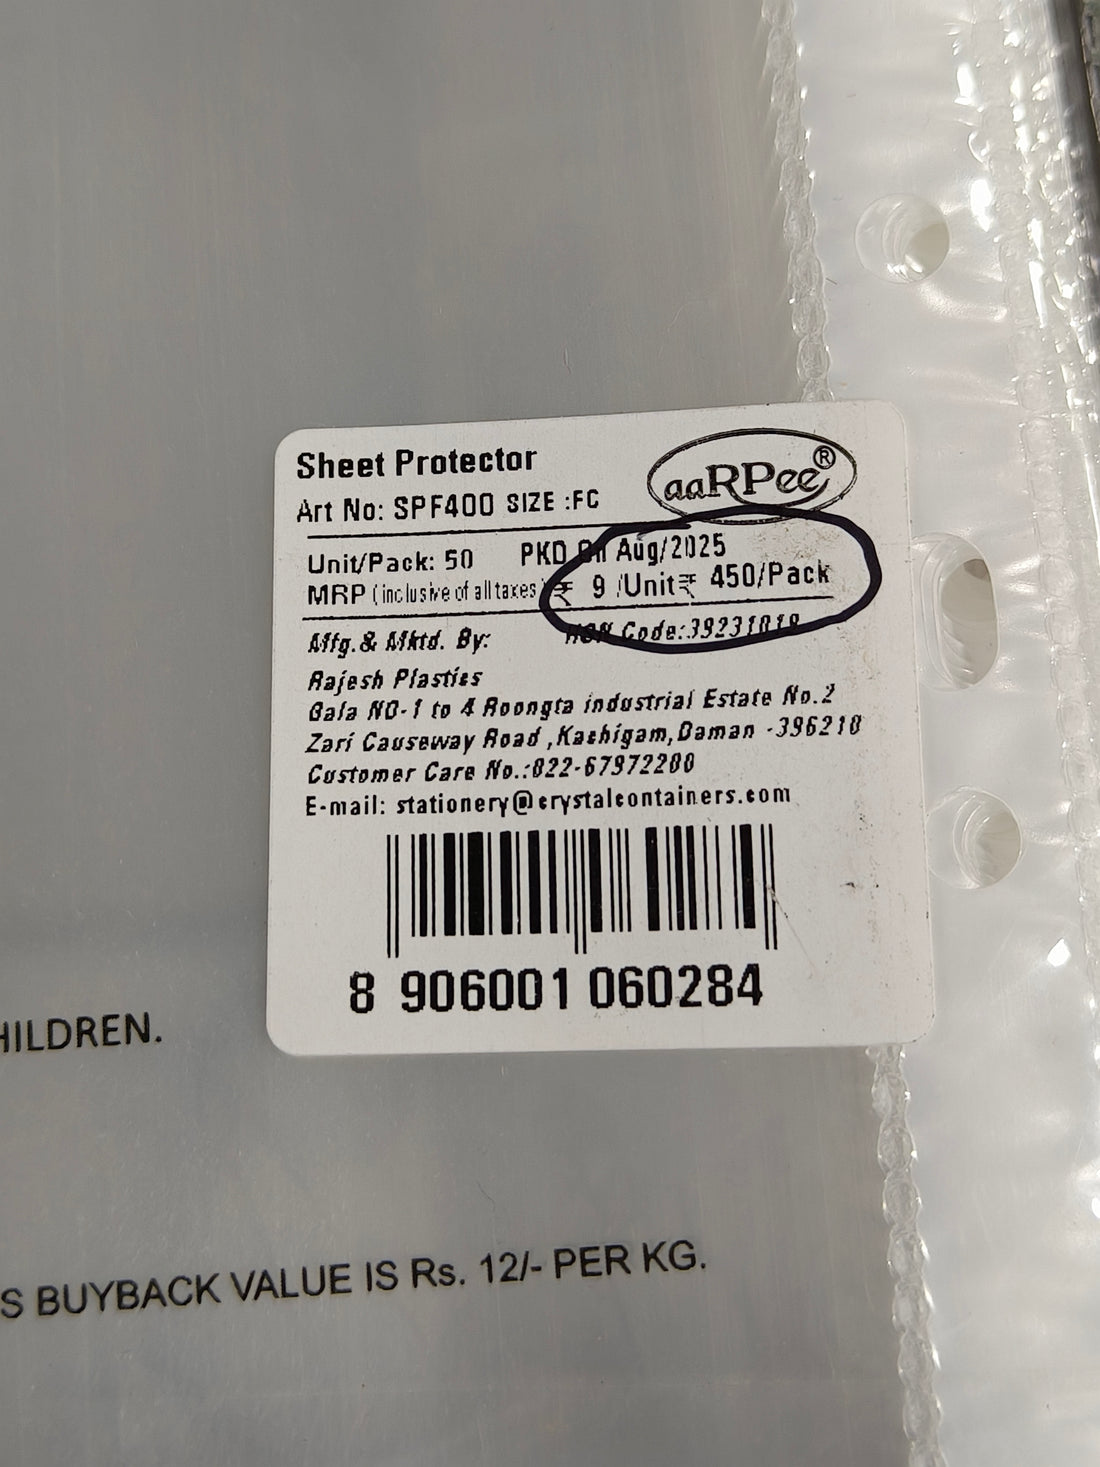 Sheet Protector
aaRPee®
Art No: SPF400 SIZE :FC
Unit/Pack: 50 PKD On Aug/2025
MRP (inclusive of all taxes) ₹ 9 /Unit ₹ 450/Pack
Mfg.& Mktd. By: HSN Code:39231019
Rajesh Plastics
Gala NO-1 to 4 Roongta industrial Estate No.2
Zari Causeway Road ,Kachigam,Daman -396210
Customer Care No.:022-67972200
E-mail: stationery@crystalcontainers.com
8 906001 060284
HILDREN.
S BUYBACK VALUE IS Rs. 12/- PER KG.